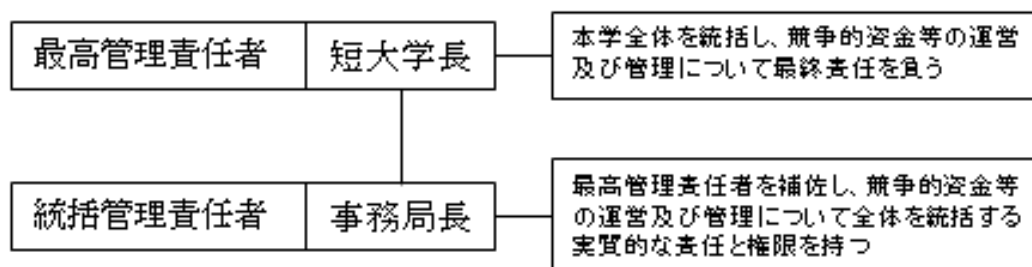 最高管理責任者 短大学長
本学全体を統括し、競争的資金等の運営
及び管理について最終責任を負う
統括管理責任者 事務局長
最高管理責任者を補佐し、競争的資金等
の運営及び管理について全体を統括する
実質的な責任と権限を持つ